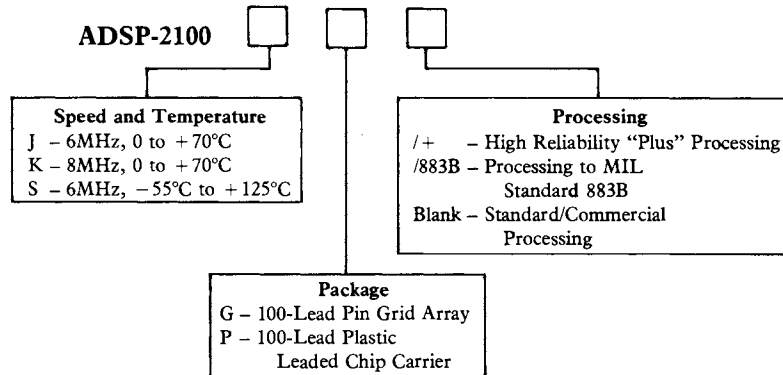 ADSP-2100
Speed and Temperature
J – 6MHz, 0 to +70°C
K – 8MHz, 0 to +70°C
S – 6MHz, –55°C to +125°C
Processing
/+ – High Reliability “Plus” Processing
/883B – Processing to MIL
Standard 883B
Blank – Standard/Commercial
Processing
Package
G – 100-Lead Pin Grid Array
P – 100-Lead Plastic
Leaded Chip Carrier